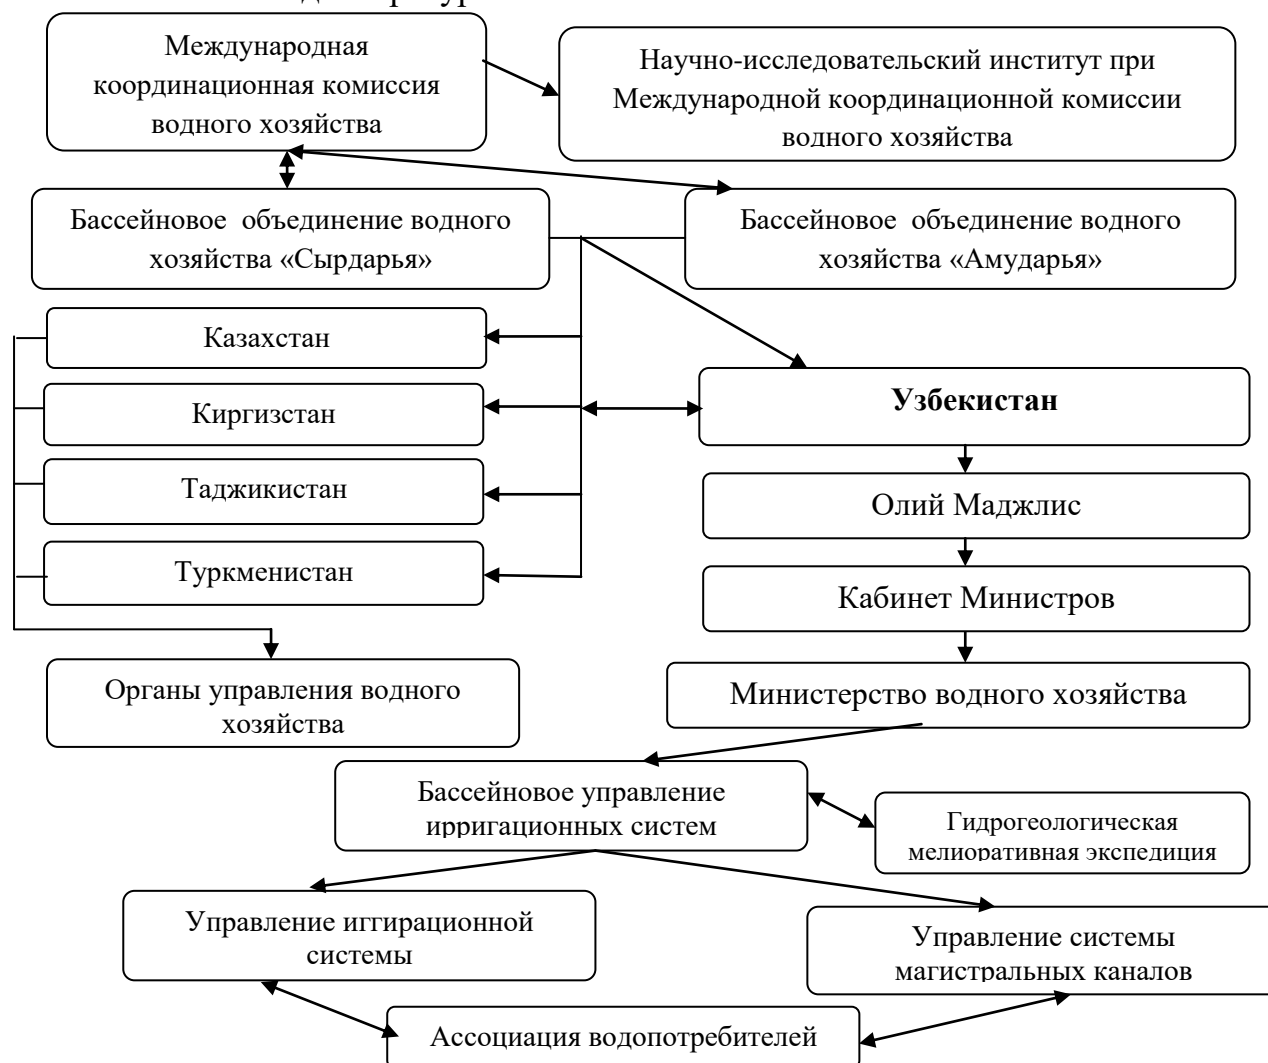 Международная
координационная комиссия
водного хозяйства
Научно-исследовательский институт при
Международной координационной комиссии
водного хозяйства
Бассейновое объединение водного
хозяйства «Сырдарья»
Бассейновое объединение водного
хозяйства «Амударья»
Казахстан
Киргизстан
Таджикистан
Туркменистан
Органы управления водного
хозяйства
Узбекистан
Олий Маджлис
Кабинет Министров
Министерство водного хозяйства
Бассейновое управление
ирригационных систем
Гидрогеологическая
мелиоративная экспедиция
Управление иггирационной
системы
Управление системы
магистральных каналов
Ассоциация водопотребителей